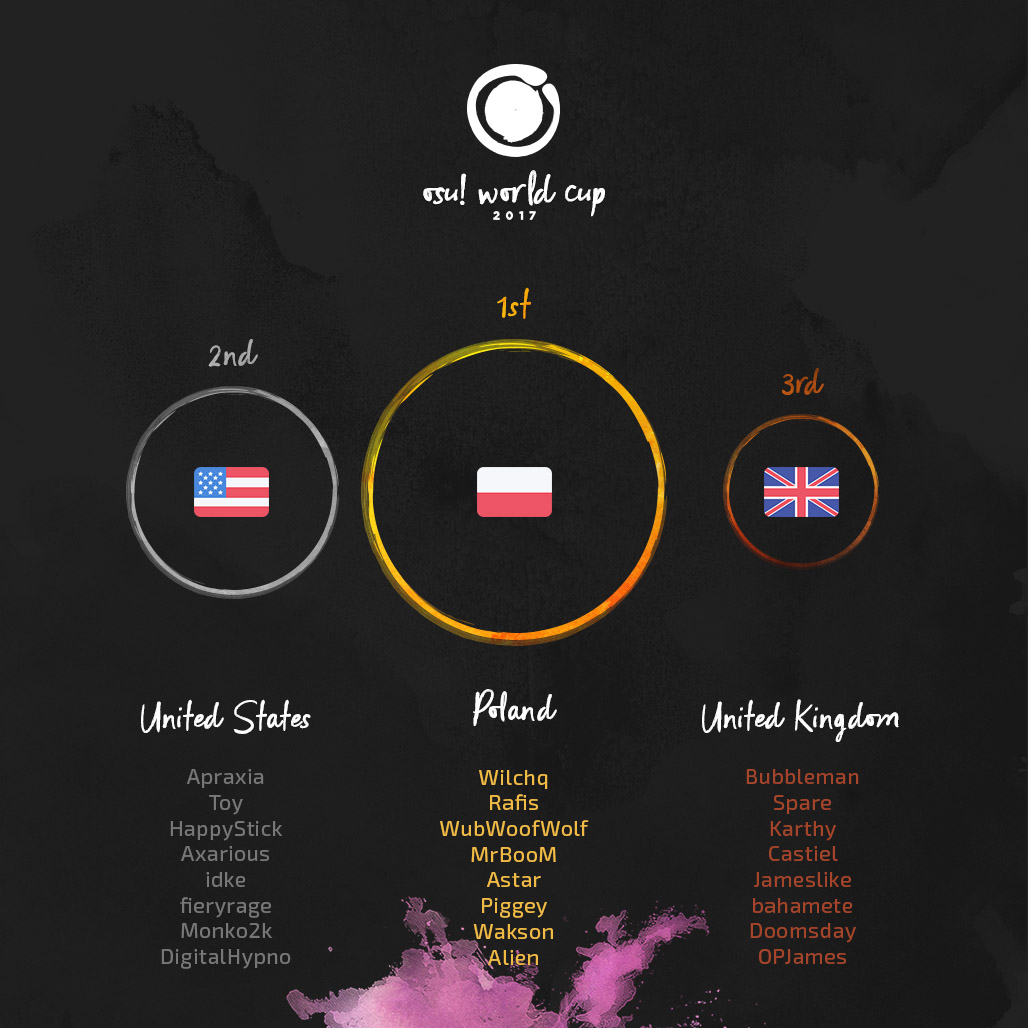 osu! world cup
2017
1st
2nd
3rd
United States
Poland
United Kingdom
Apraxia
Toy
HappyStick
Axarious
idke
fieryrage
Monko2k
DigitalHypno
Wilchq
Rafis
WubWoofWolf
MrBooM
Astar
Piggey
Wakson
Alien
Bubbleman
Spare
Karthy
Castiel
Jameslike
bahamete
Doomsday
OPJames